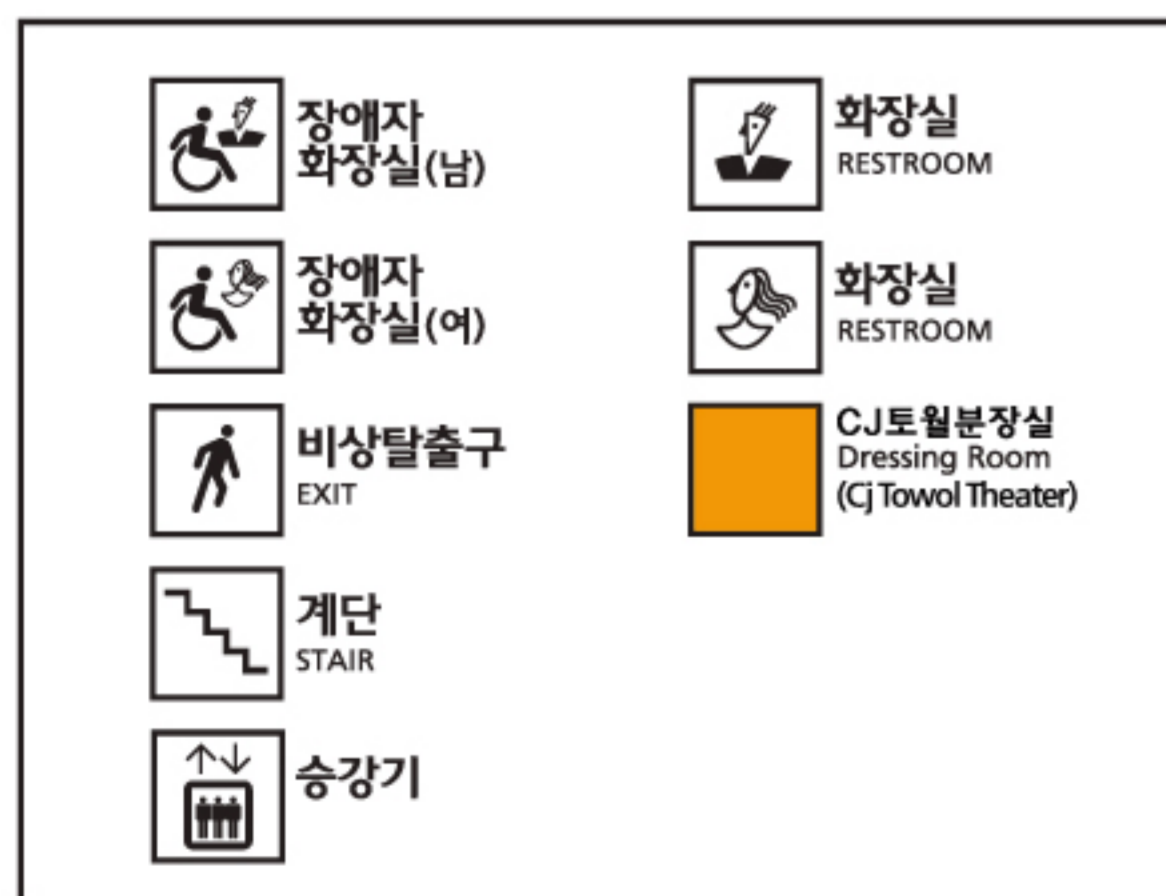 장애자
화장실(남)
장애자
화장실(여)
비상탈출구
EXIT
계단
STAIR
승강기
화장실
RESTROOM
화장실
RESTROOM
CJ토월분장실
Dressing Room
(Cj Towol Theater)